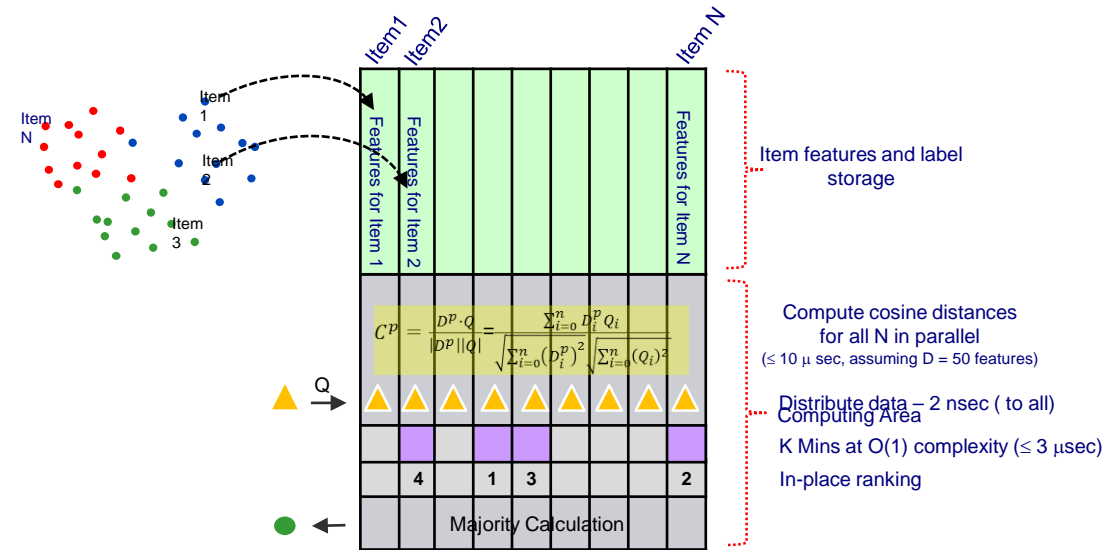 Item1
Item2
Item N
Item
1
Item
N
Item
2
Item
3
Features for Item 1
Features for Item 2
Features for Item N
Item features and label
storage
C^p = D^p·Q / |D^p||Q| = ∑_{i=0}^{n} D_i^p Q_i / √(∑_{i=0}^{n} (D_i^p)^2) √(∑_{i=0}^{n} (Q_i)^2)
Compute cosine distances
for all N in parallel
(≤ 10 μ sec, assuming D = 50 features)
Q
Distribute data – 2 nsec ( to all)
Computing Area
K Mins at O(1) complexity (≤ 3 μsec)
4 1 3 2
In-place ranking
Majority Calculation